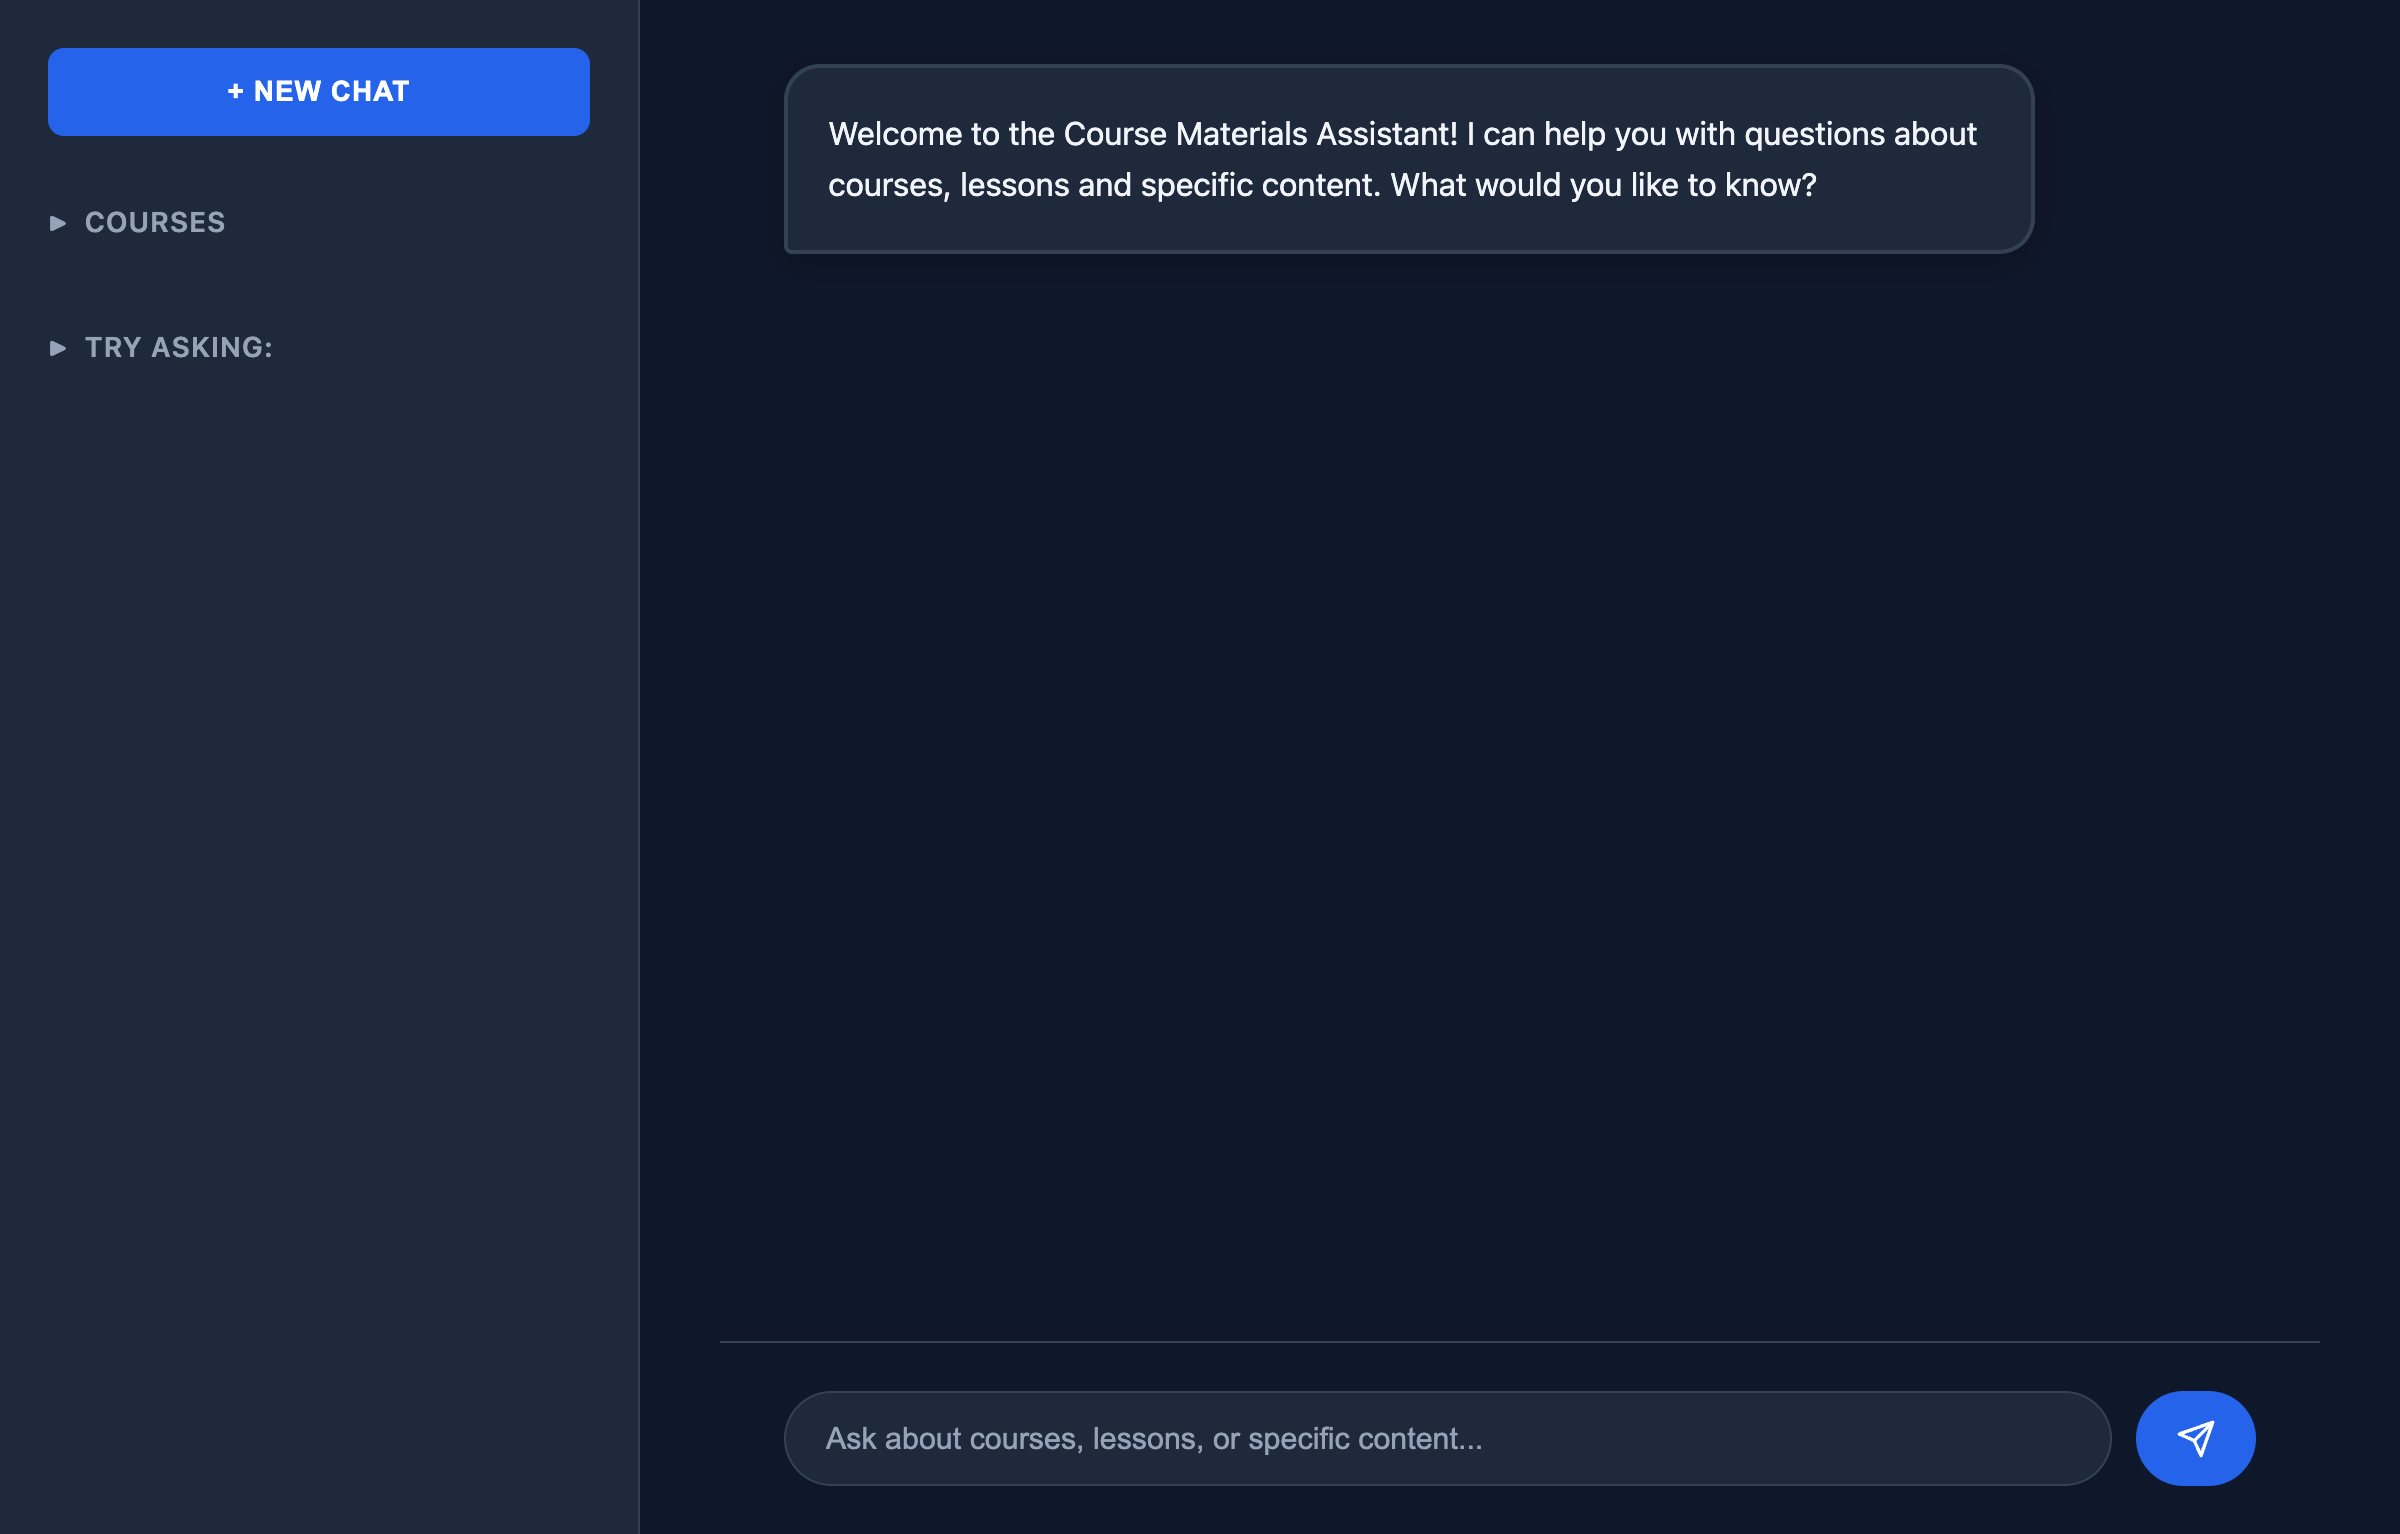 + NEW CHAT
COURSES
TRY ASKING:
Welcome to the Course Materials Assistant! I can help you with questions about
courses, lessons and specific content. What would you like to know?
Ask about courses, lessons, or specific content...